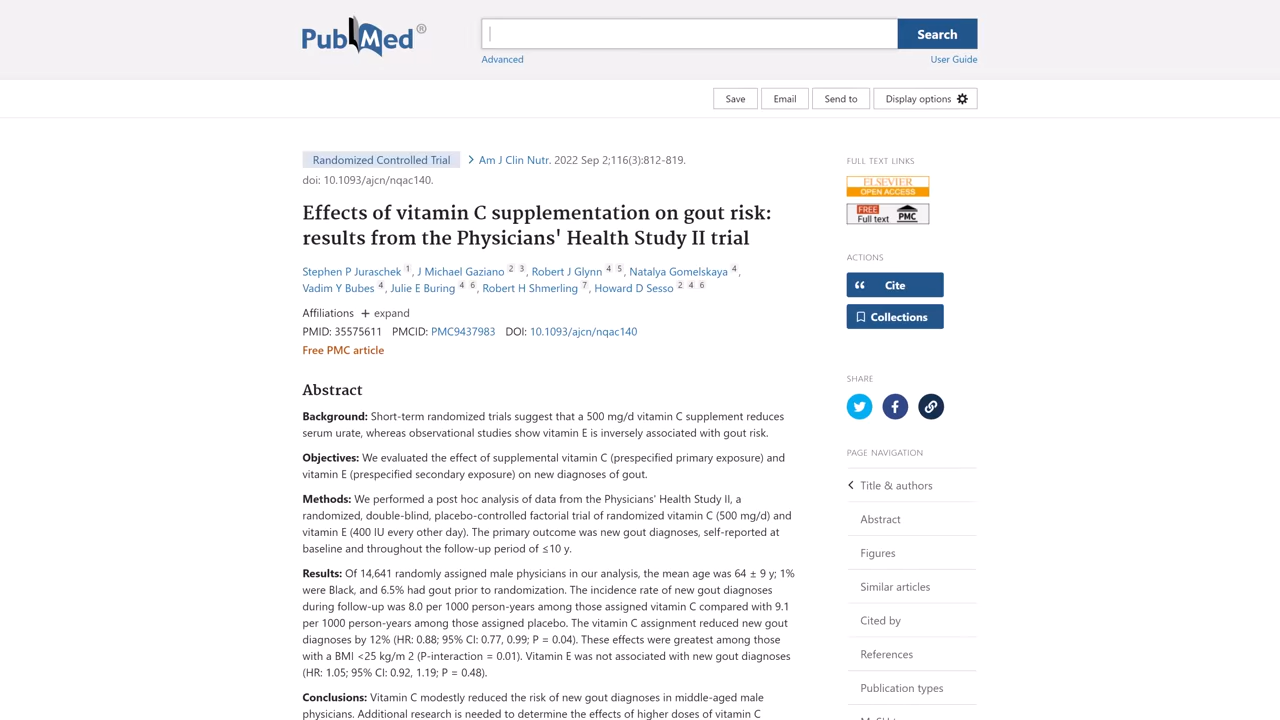 PubMed®
Search
Advanced
User Guide
Save
Email
Send to
Display options
Randomized Controlled Trial
Am J Clin Nutr. 2022 Sep 2;116(3):812-819.
doi: 10.1093/ajcn/nqac140.
Effects of vitamin C supplementation on gout risk:
results from the Physicians' Health Study II trial
Stephen P Juraschek 1, J Michael Gaziano 2 3, Robert J Glynn 4 5, Natalya Gomelskaya 4,
Vadim Y Bubes 4, Julie E Buring 4 6, Robert H Shmerling 7, Howard D Sesso 2 4 6
Affiliations + expand
PMID: 35575611 PMCID: PMC9437983 DOI: 10.1093/ajcn/nqac140
Free PMC article
Abstract
Background: Short-term randomized trials suggest that a 500 mg/d vitamin C supplement reduces
serum urate, whereas observational studies show vitamin E is inversely associated with gout risk.
Objectives: We evaluated the effect of supplemental vitamin C (prespecified primary exposure) and
vitamin E (prespecified secondary exposure) on new diagnoses of gout.
Methods: We performed a post hoc analysis of data from the Physicians' Health Study II, a
randomized, double-blind, placebo-controlled factorial trial of randomized vitamin C (500 mg/d) and
vitamin E (400 IU every other day). The primary outcome was new gout diagnoses, self-reported at
baseline and throughout the follow-up period of ≤10 y.
Results: Of 14,641 randomly assigned male physicians in our analysis, the mean age was 64 ± 9 y; 1%
were Black, and 6.5% had gout prior to randomization. The incidence rate of new gout diagnoses
during follow-up was 8.0 per 1000 person-years among those assigned vitamin C compared with 9.1
per 1000 person-years among those assigned placebo. The vitamin C assignment reduced new gout
diagnoses by 12% (HR: 0.88; 95% CI: 0.77, 0.99; P = 0.04). These effects were greatest among those
with a BMI <25 kg/m 2 (P-interaction = 0.01). Vitamin E was not associated with new gout diagnoses
(HR: 1.05; 95% CI: 0.92, 1.19; P = 0.48).
Conclusions: Vitamin C modestly reduced the risk of new gout diagnoses in middle-aged male
physicians. Additional research is needed to determine the effects of higher doses of vitamin C
FULL TEXT LINKS
ELSEVIER
OPEN ACCESS
FREE
Full text PMC
ACTIONS
Cite
Collections
SHARE
PAGE NAVIGATION
Title & authors
Abstract
Figures
Similar articles
Cited by
References
Publication types